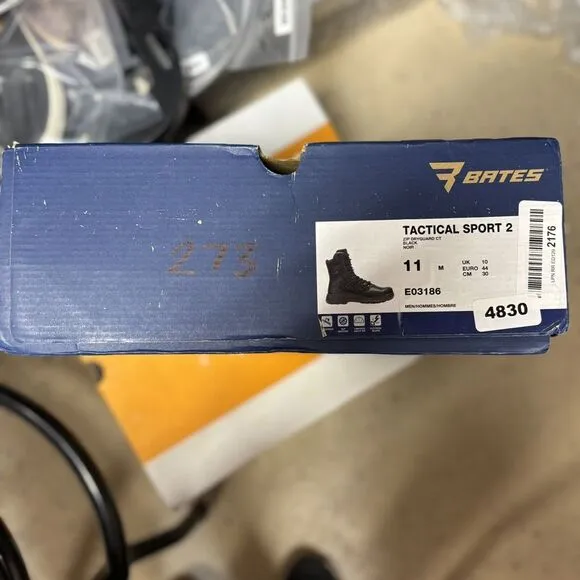 BATES
TACTICAL SPORT 2
ZIP DRYGUARD CT
BLACK
NOIR
11 M
UK 10
EURO 44
CM 30
E03186
MEN/HOMMES/HOMBRE
4830
2176
273